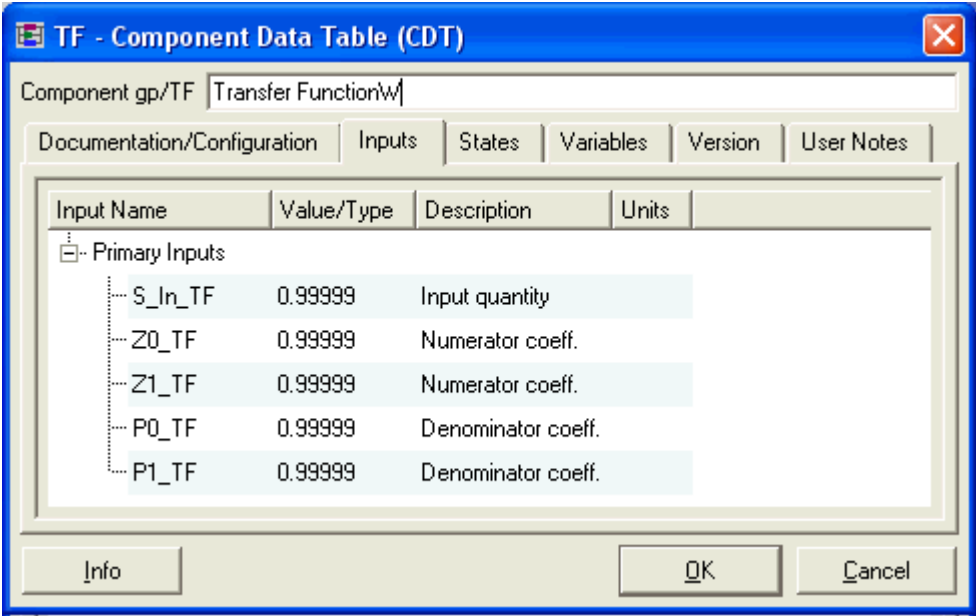 TF - Component Data Table (CDT)
Component gp/TF Transfer Function\W
Documentation/Configuration Inputs States Variables Version User Notes
Input Name Value/Type Description Units
Primary Inputs
S_In_TF 0.99999 Input quantity
Z0_TF 0.99999 Numerator coeff.
Z1_TF 0.99999 Numerator coeff.
P0_TF 0.99999 Denominator coeff.
P1_TF 0.99999 Denominator coeff.
Info OK Cancel